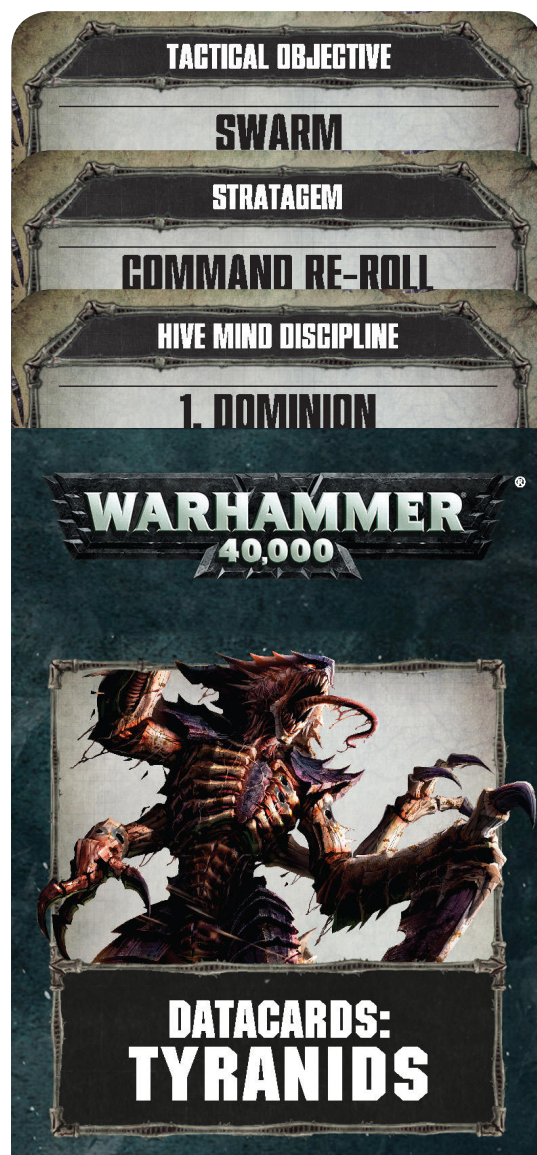 TACTICAL OBJECTIVE
SWARM
STRATAGEM
COMMAND RE-ROLL
HIVE MIND DISCIPLINE
1. DOMINION
WARHAMMER ®
40,000
DATACARDS:
TYRANIDS